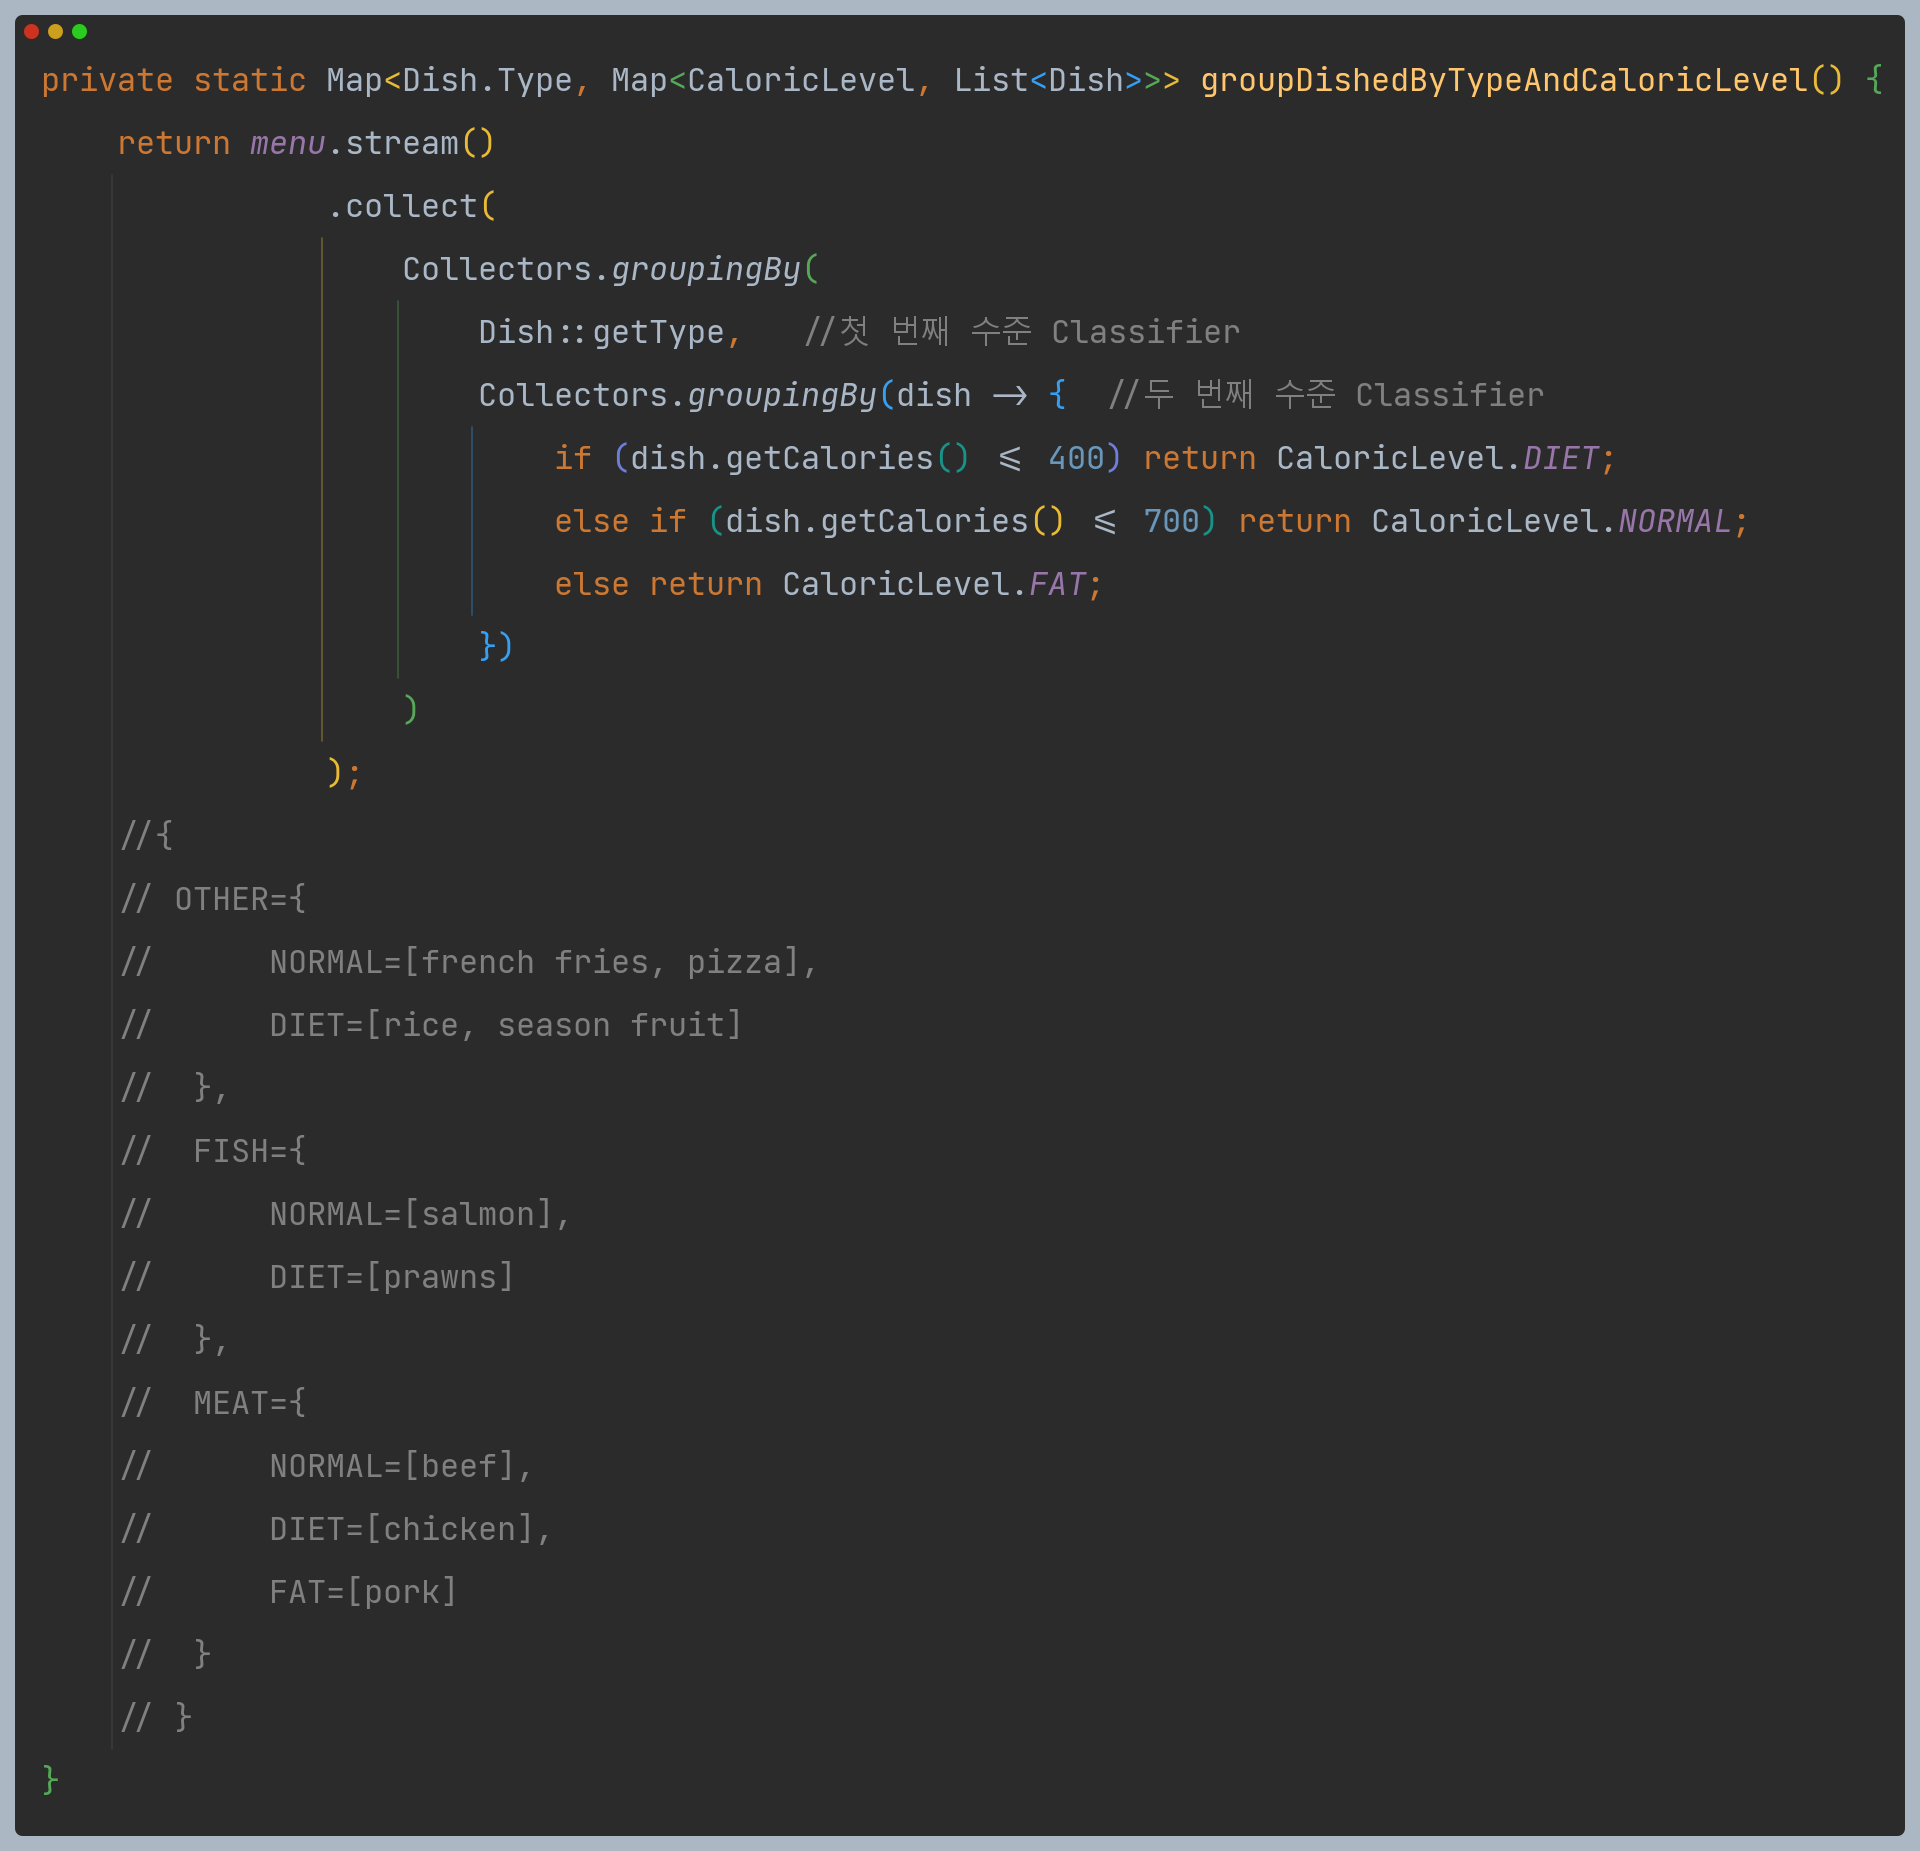 private static Map<Dish.Type, Map<CaloricLevel, List<Dish>>> groupDishedByTypeAndCaloricLevel() {
    return menu.stream()
               .collect(
                   Collectors.groupingBy(
                       Dish::getType,   //첫 번째 수준 Classifier
                       Collectors.groupingBy(dish -> {  //두 번째 수준 Classifier
                           if (dish.getCalories() <= 400) return CaloricLevel.DIET;
                           else if (dish.getCalories() <= 700) return CaloricLevel.NORMAL;
                           else return CaloricLevel.FAT;
                       })
                   )
               );
    //{
    // OTHER={
    //      NORMAL=[french fries, pizza],
    //      DIET=[rice, season fruit]
    //  },
    //  FISH={
    //      NORMAL=[salmon],
    //      DIET=[prawns]
    //  },
    //  MEAT={
    //      NORMAL=[beef],
    //      DIET=[chicken],
    //      FAT=[pork]
    //  }
    // }
}